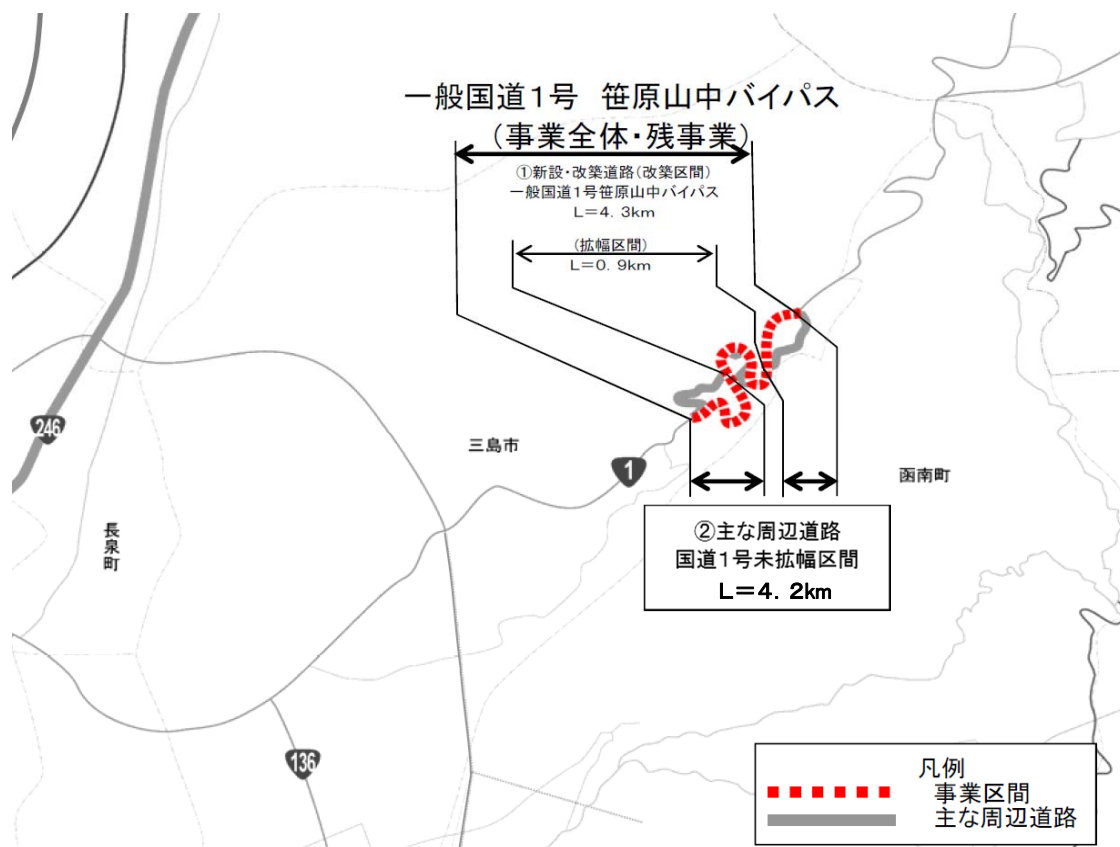 一般国道1号 笹原山中バイパス
(事業全体・残事業)
①新設・改築道路(改築区間)
一般国道1号笹原山中バイパス
L=4.3km
(拡幅区間)
L=0.9km
246
三島市
1
函南町
長泉町
②主な周辺道路
国道1号未拡幅区間
L=4.2km
136
凡例
事業区間
主な周辺道路